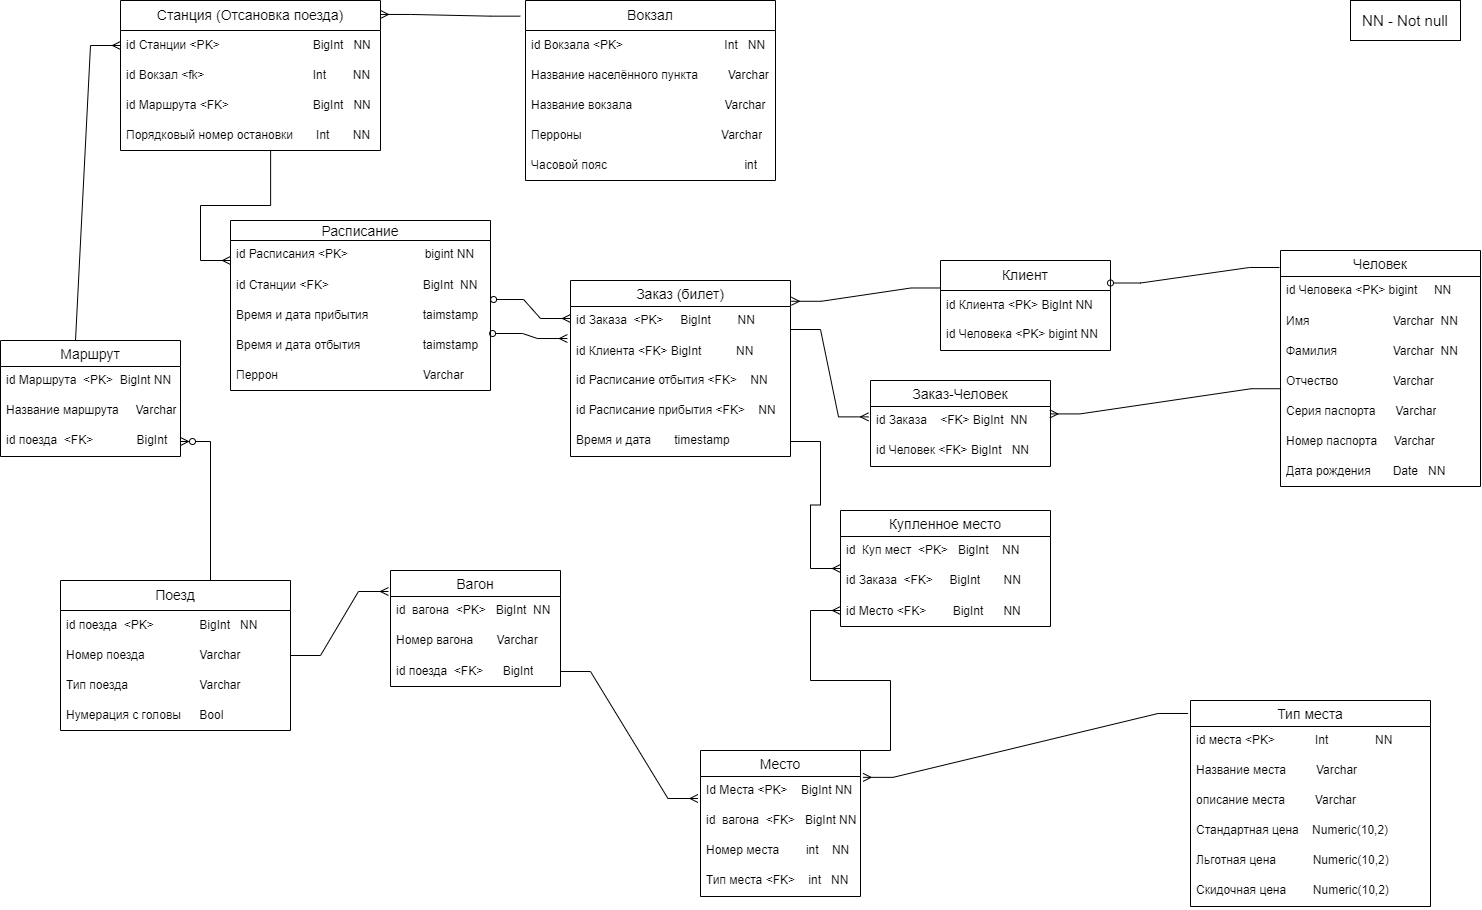 Станция (Отсановка поезда)
id Станции <PK> BigInt NN
id Вокзал <fk> Int NN
id Маршрута <FK> BigInt NN
Порядковый номер остановки Int NN
Вокзал
id Вокзала <PK> Int NN
Название населённого пункта Varchar
Название вокзала Varchar
Перроны Varchar
Часовой пояс int
NN - Not null
Расписание
id Расписания <PK> bigint NN
id Станции <FK> BigInt NN
Время и дата прибытия taimstamp
Время и дата отбытия taimstamp
Перрон Varchar
Заказ (билет)
id Заказа <PK> BigInt NN
id Клиента <FK> BigInt NN
id Расписание отбытия <FK> NN
id Расписание прибытия <FK> NN
Время и дата timestamp
Клиент
id Клиента <PK> BigInt NN
id Человека <PK> bigint NN
Человек
id Человека <PK> bigint NN
Имя Varchar NN
Фамилия Varchar NN
Отчество Varchar
Серия паспорта Varchar
Номер паспорта Varchar
Дата рождения Date NN
Маршрут
id Маршрута <PK> BigInt NN
Название маршрута Varchar
id поезда <FK> BigInt
Заказ-Человек
id Заказа <FK> BigInt NN
id Человек <FK> BigInt NN
Купленное место
id Куп мест <PK> BigInt NN
id Заказа <FK> BigInt NN
id Место <FK> BigInt NN
Поезд
id поезда <PK> BigInt NN
Номер поезда Varchar
Тип поезда Varchar
Нумерация с головы Bool
Вагон
id вагона <PK> BigInt NN
Номер вагона Varchar
id поезда <FK> BigInt
Место
Id Места <PK> BigInt NN
id вагона <FK> BigInt NN
Номер места int NN
Тип места <FK> int NN
Тип места
id места <PK> Int NN
Название места Varchar
описание места Varchar
Стандартная цена Numeric(10,2)
Льготная цена Numeric(10,2)
Скидочная цена Numeric(10,2)